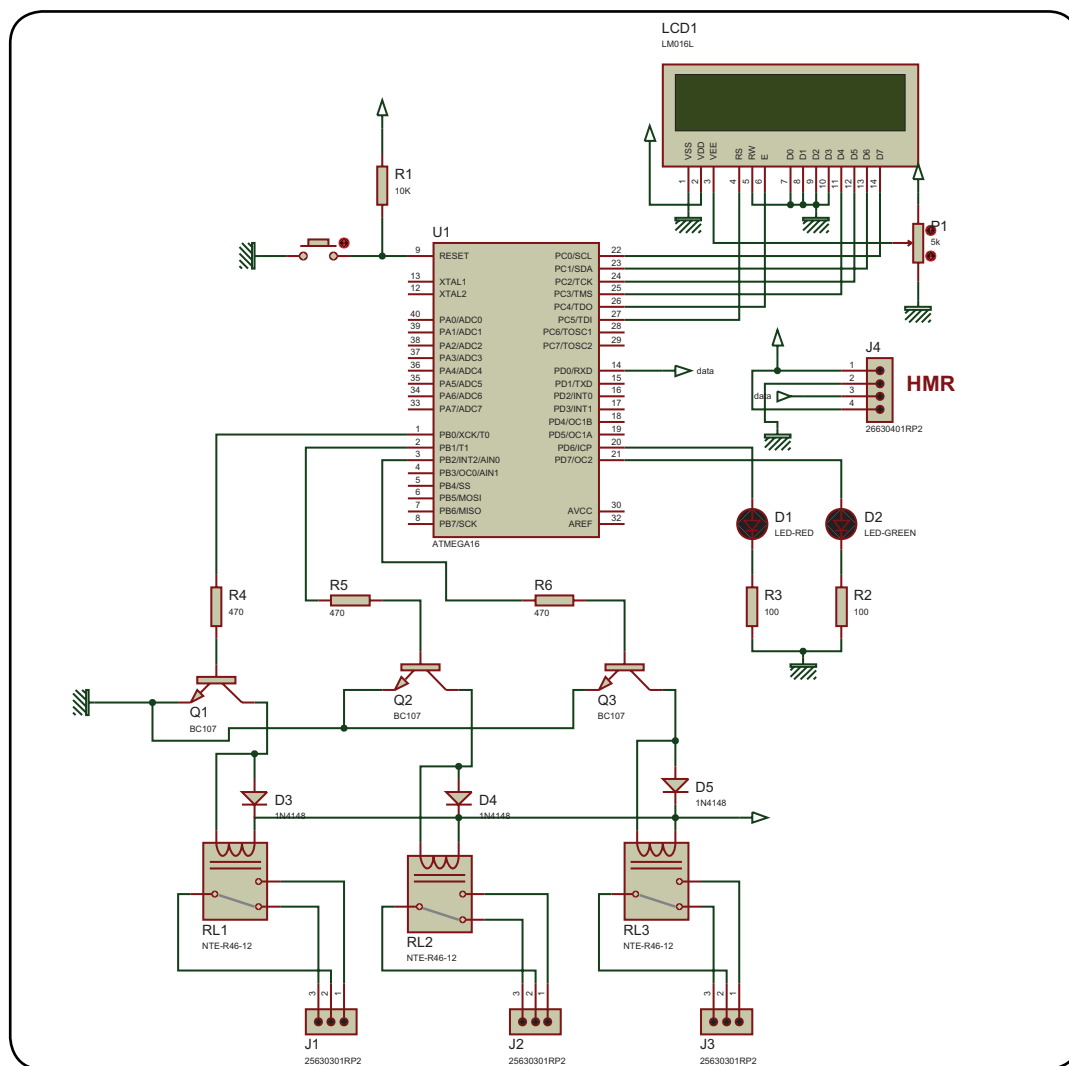 LCD1
LM016L
VSS
VDD
VEE
RS
RW
E
D0
D1
D2
D3
D4
D5
D6
D7
1
2
3
4
5
6
7
8
9
10
11
12
13
14
R1
10K
P1
5k
U1
9 RESET
13 XTAL1
12 XTAL2
40 PA0/ADC0
39 PA1/ADC1
38 PA2/ADC2
37 PA3/ADC3
36 PA4/ADC4
35 PA5/ADC5
34 PA6/ADC6
33 PA7/ADC7
1 PB0/XCK/T0
2 PB1/T1
3 PB2/INT2/AIN0
4 PB3/OC0/AIN1
5 PB4/SS
6 PB5/MOSI
7 PB6/MISO
8 PB7/SCK
PC0/SCL 22
PC1/SDA 23
PC2/TCK 24
PC3/TMS 25
PC4/TDO 26
PC5/TDI 27
PC6/TOSC1 28
PC7/TOSC2 29
PD0/RXD 14
PD1/TXD 15
PD2/INT0 16
PD3/INT1 17
PD4/OC1B 18
PD5/OC1A 19
PD6/ICP 20
PD7/OC2 21
AVCC 30
AREF 32
ATMEGA16
data
J4
1
2
3
4
data
HMR
26630401RP2
D1
LED-RED
D2
LED-GREEN
R3
100
R2
100
R4
470
R5
470
R6
470
Q1
BC107
Q2
BC107
Q3
BC107
D3
1N4148
D4
1N4148
D5
1N4148
RL1
NTE-R46-12
RL2
NTE-R46-12
RL3
NTE-R46-12
3
2
1
3
2
1
3
2
1
J1
25630301RP2
J2
25630301RP2
J3
25630301RP2